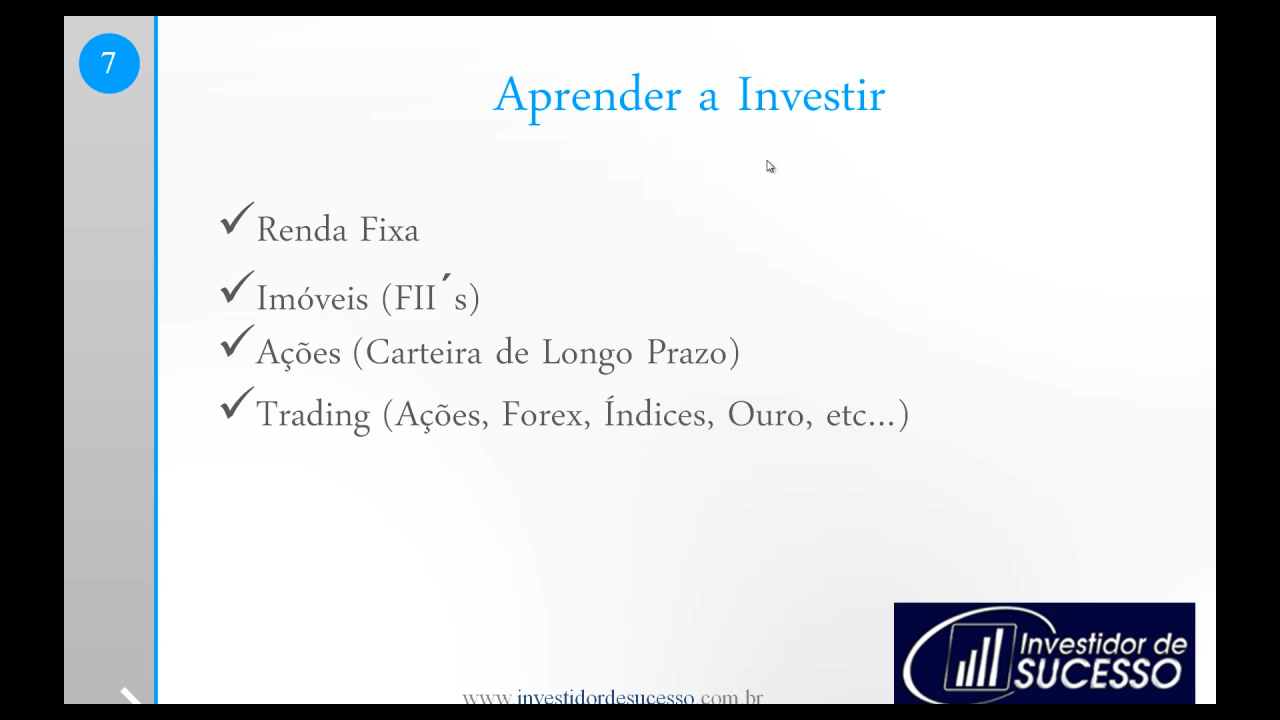 7
Aprender a Investir
✓Renda Fixa
✓Imóveis (FII´s)
✓Ações (Carteira de Longo Prazo)
✓Trading (Ações, Forex, Índices, Ouro, etc...)
Investidor de
SUCESSO
www.investidordesucesso.com.br